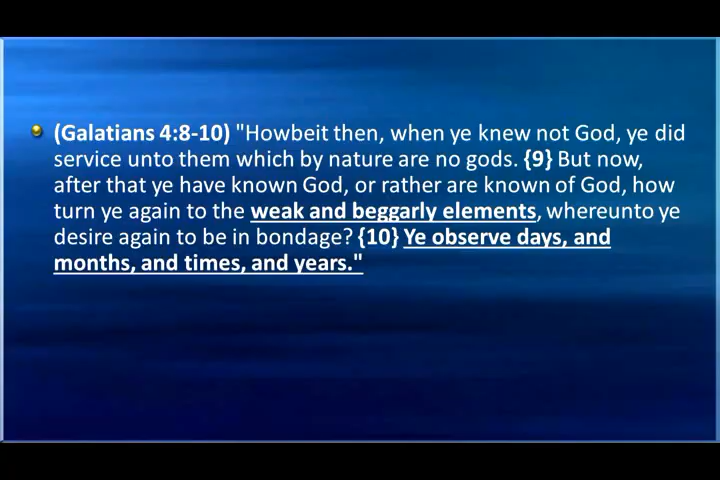 (Galatians 4:8-10) "Howbeit then, when ye knew not God, ye did
service unto them which by nature are no gods. {9} But now,
after that ye have known God, or rather are known of God, how
turn ye again to the weak and beggarly elements, whereunto ye
desire again to be in bondage? {10} Ye observe days, and
months, and times, and years."